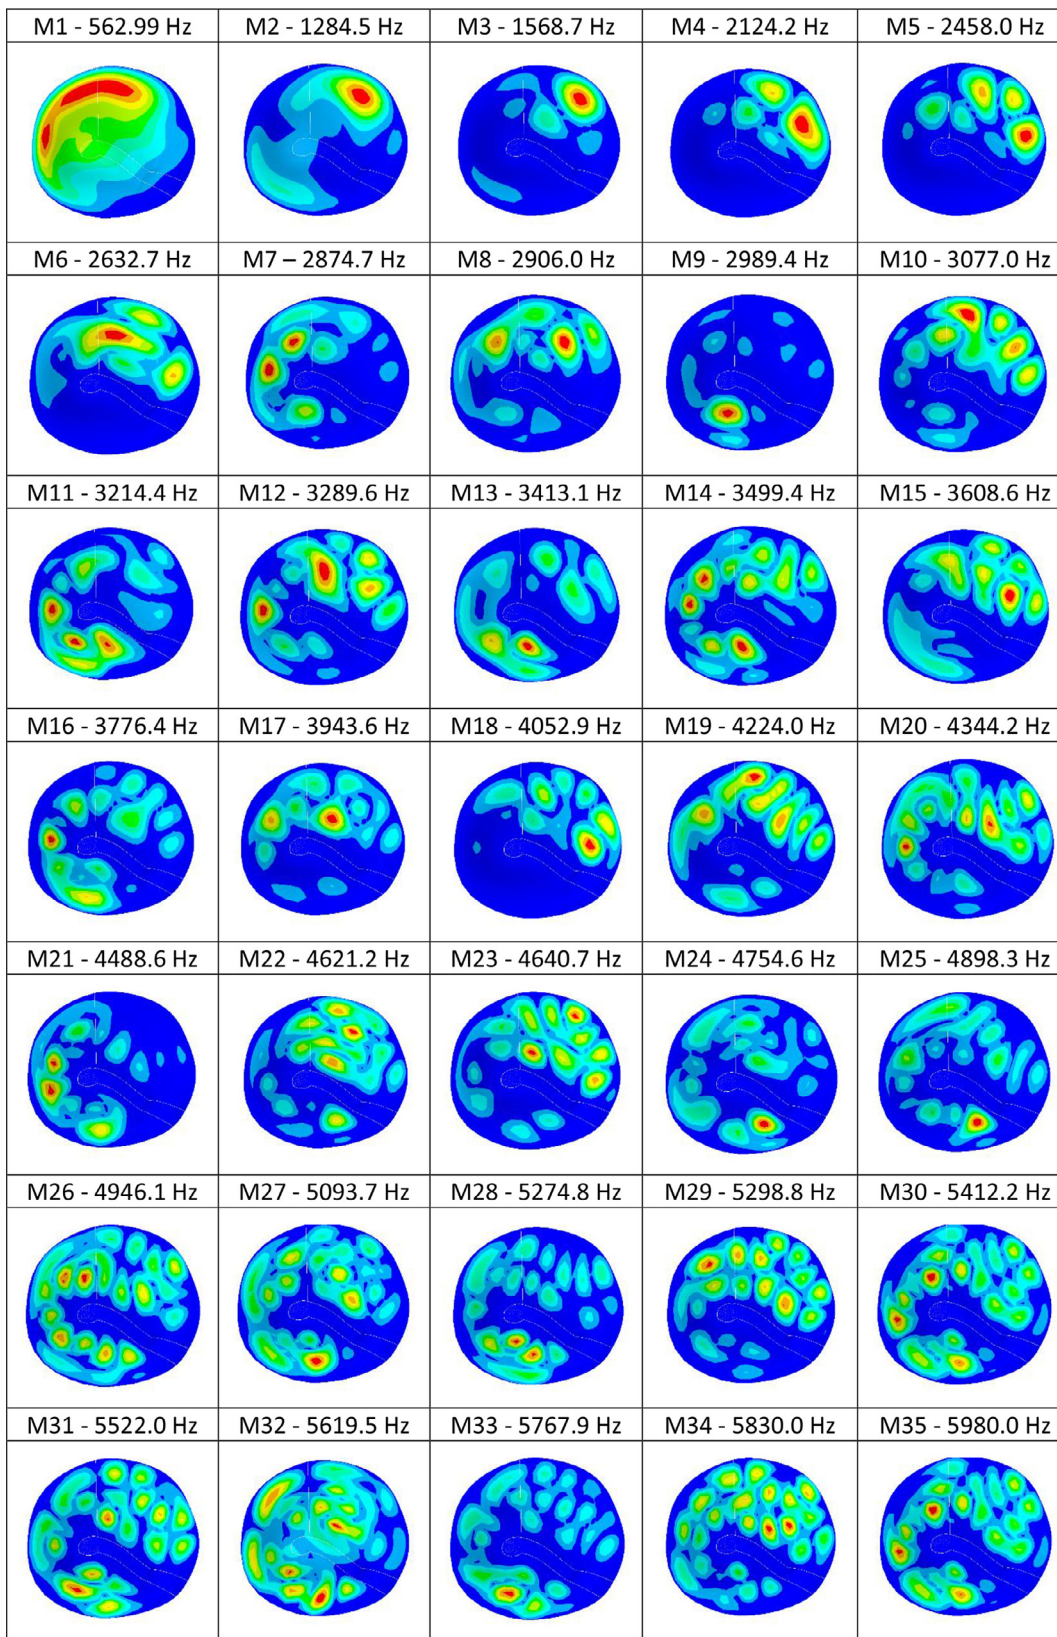 M1 - 562.99 Hz
M2 - 1284.5 Hz
M3 - 1568.7 Hz
M4 - 2124.2 Hz
M5 - 2458.0 Hz
M6 - 2632.7 Hz
M7 – 2874.7 Hz
M8 - 2906.0 Hz
M9 - 2989.4 Hz
M10 - 3077.0 Hz
M11 - 3214.4 Hz
M12 - 3289.6 Hz
M13 - 3413.1 Hz
M14 - 3499.4 Hz
M15 - 3608.6 Hz
M16 - 3776.4 Hz
M17 - 3943.6 Hz
M18 - 4052.9 Hz
M19 - 4224.0 Hz
M20 - 4344.2 Hz
M21 - 4488.6 Hz
M22 - 4621.2 Hz
M23 - 4640.7 Hz
M24 - 4754.6 Hz
M25 - 4898.3 Hz
M26 - 4946.1 Hz
M27 - 5093.7 Hz
M28 - 5274.8 Hz
M29 - 5298.8 Hz
M30 - 5412.2 Hz
M31 - 5522.0 Hz
M32 - 5619.5 Hz
M33 - 5767.9 Hz
M34 - 5830.0 Hz
M35 - 5980.0 Hz